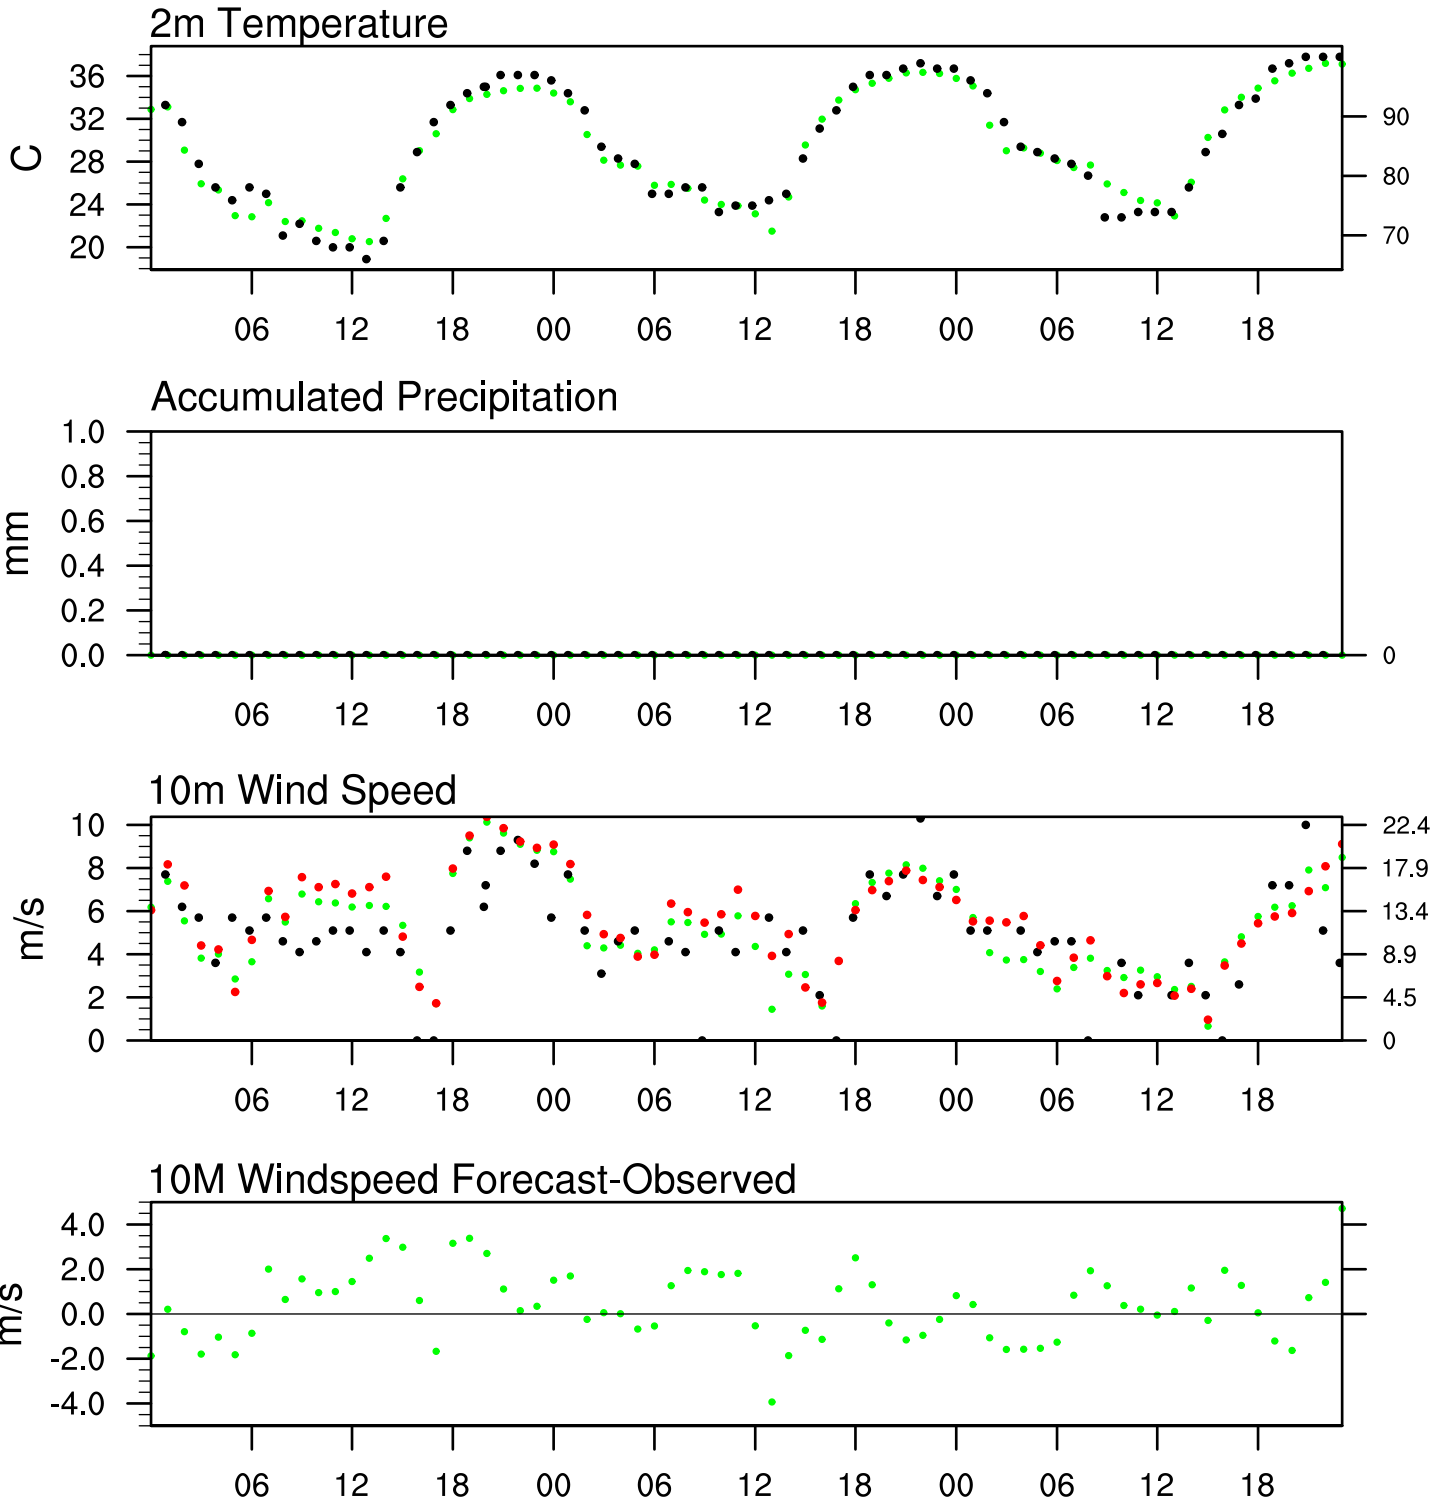 2m Temperature
36
32
28
24
20
C
90
80
70
06 12 18 00 06 12 18 00 06 12 18
Accumulated Precipitation
1.0
0.8
0.6
0.4
0.2
0.0
mm
0
06 12 18 00 06 12 18 00 06 12 18
10m Wind Speed
10
8
6
4
2
0
m/s
22.4
17.9
13.4
8.9
4.5
0
06 12 18 00 06 12 18 00 06 12 18
10M Windspeed Forecast-Observed
4.0
2.0
0.0
-2.0
-4.0
m/s
06 12 18 00 06 12 18 00 06 12 18